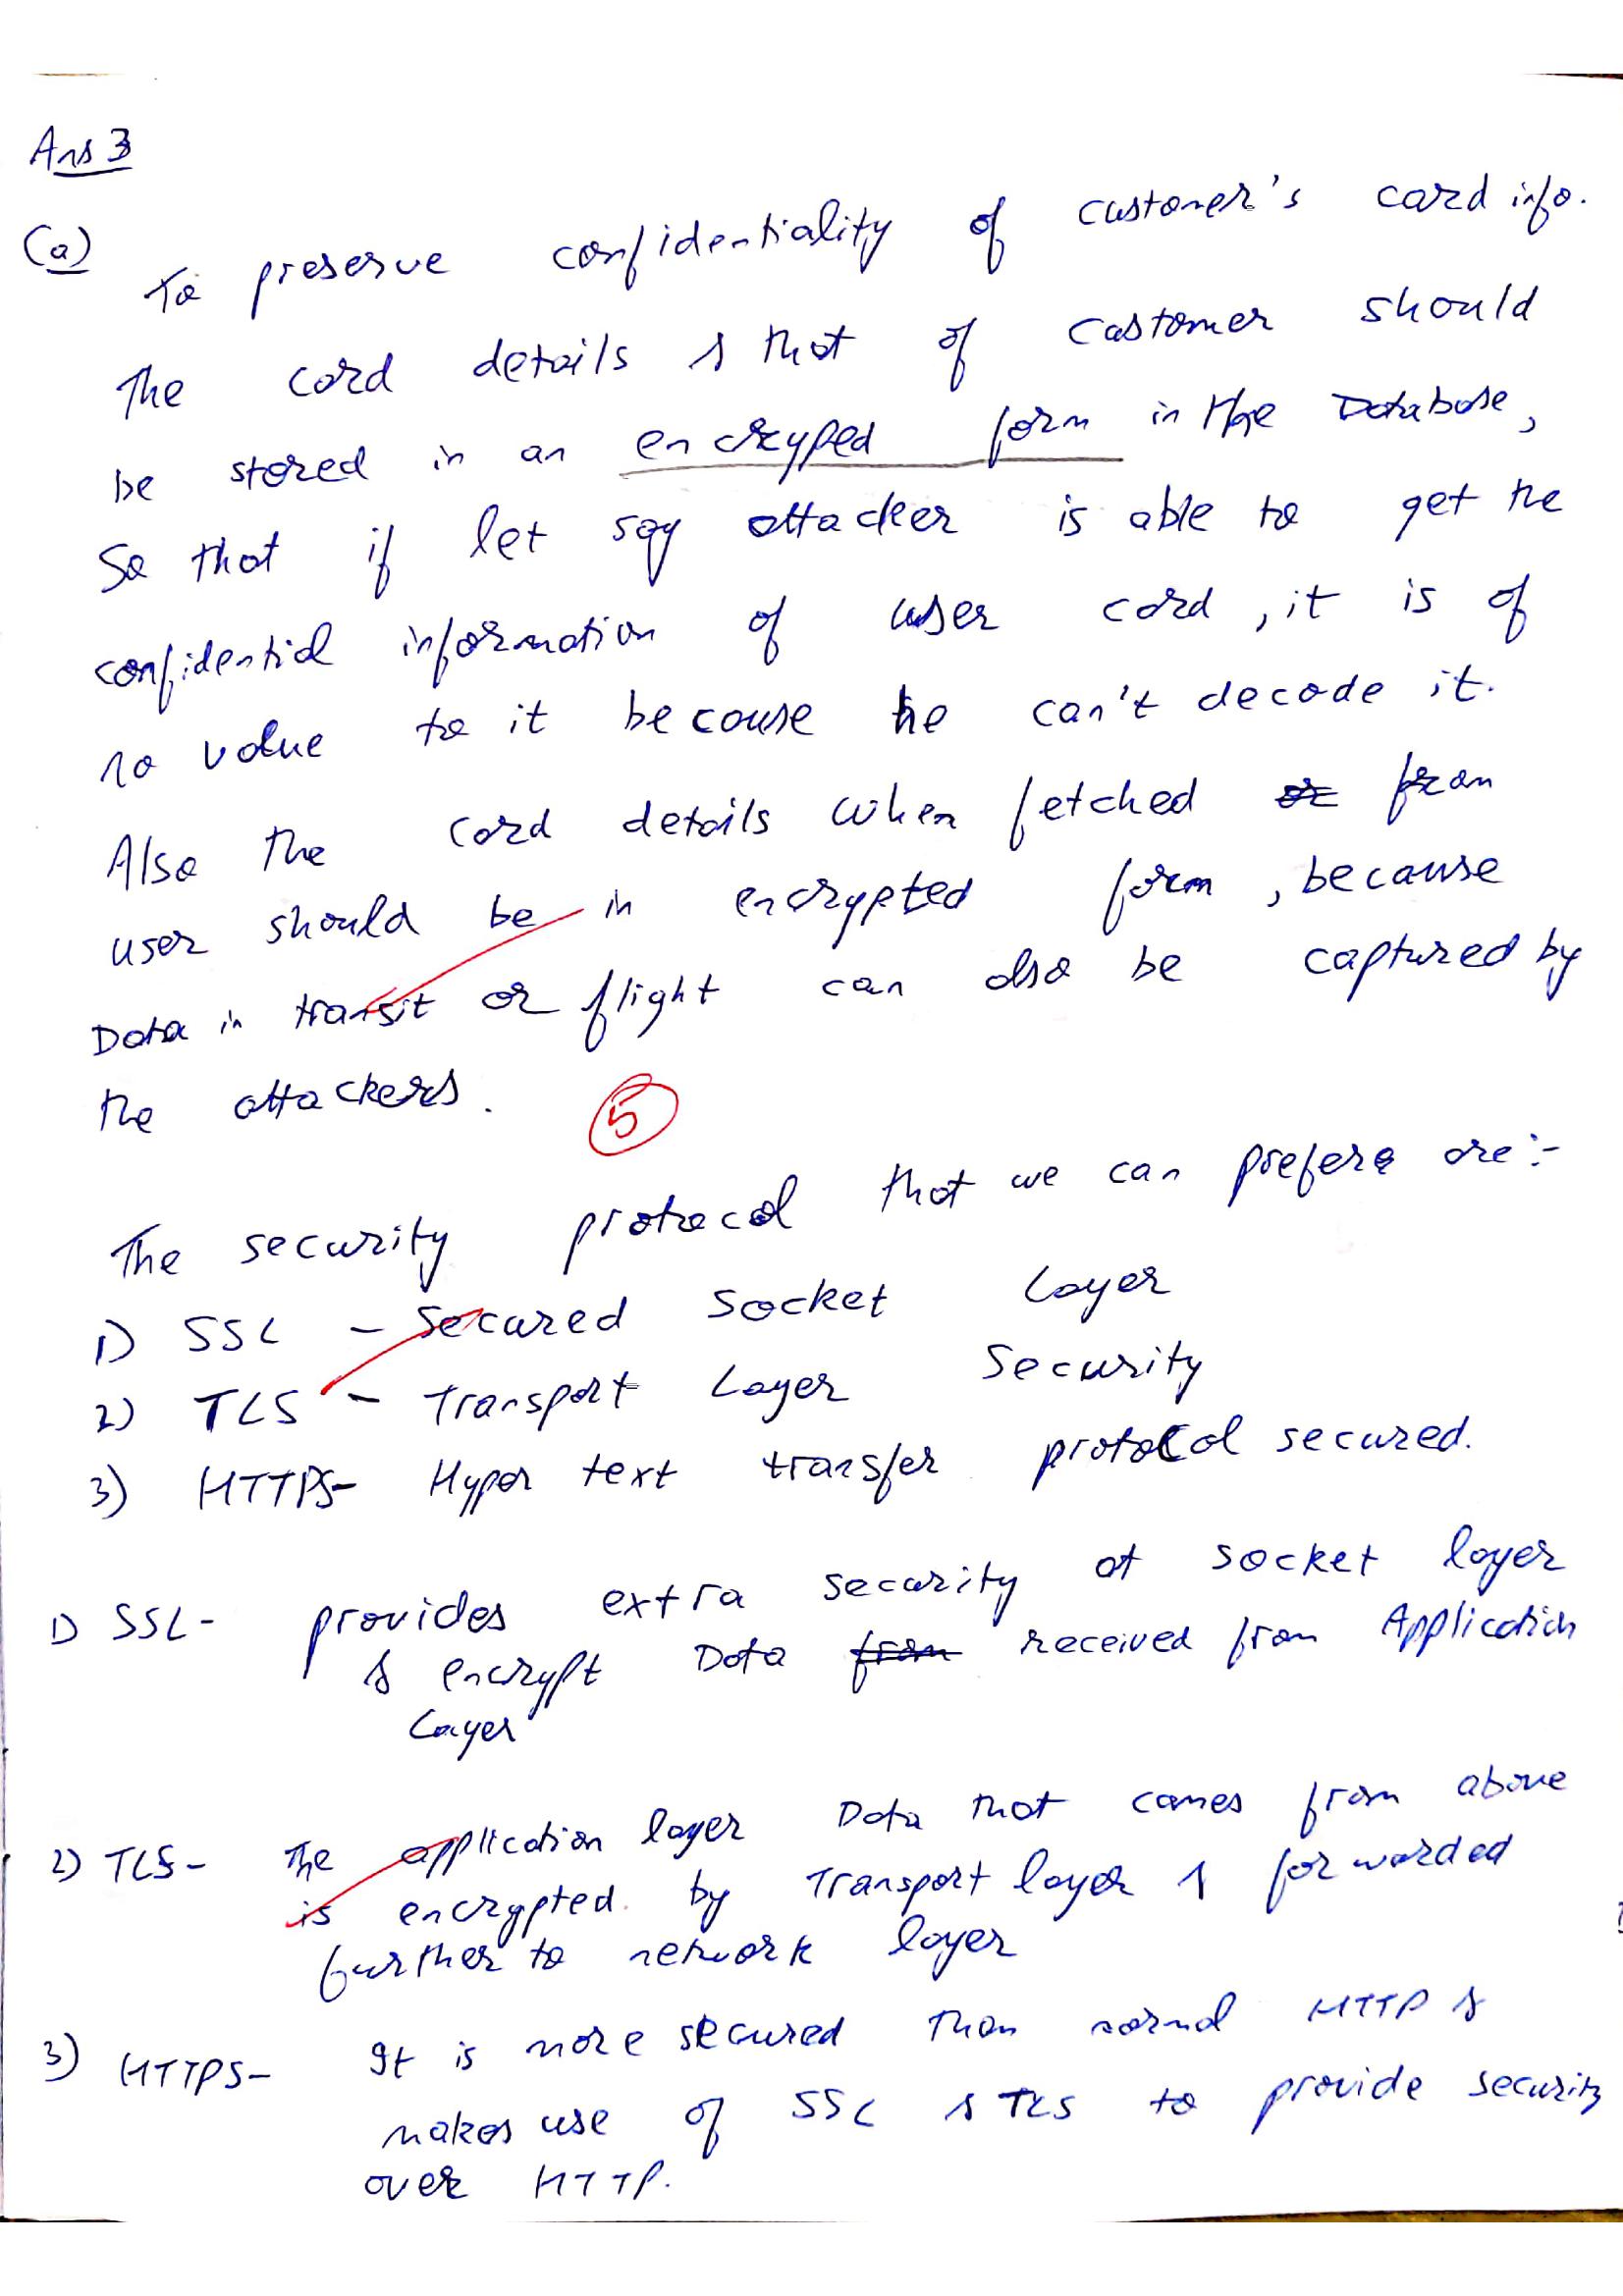 Ans 3
(a)
To preserve confidentiality of customer's card info.
The card details & that of customer should
be stored in an encryped form in the Database,
So that if let say attacker is able to get the
confidential information of user card, it is of
no value to it because he can't decode it.
Also the card details when fetched or from
user should be in encrypted form, because
Data in transit or flight can also be captured by
the attackers.
5
The security protocol that we can prefere are:-
1) SSL - Secured Socket Layer
2) TLS - Transport Layer Security
3) HTTPS- Hyper text transfer protocol secured.
1) SSL- provides extra security at socket layer
& encrypt Data from received from Application
Layer
2) TLS- The application layer Data that comes from above
is encrypted by Transport layer & forwarded
further to network layer
3) HTTPS- It is more secured than normal HTTP &
makes use of SSL & TLS to provide security
over HTTP.